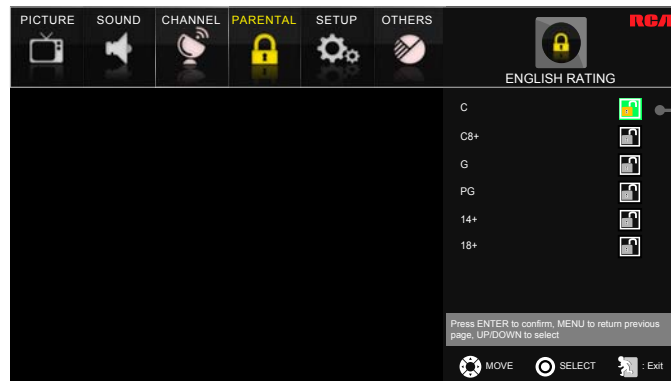 PICTURE SOUND CHANNEL PARENTAL SETUP OTHERS
RCA
ENGLISH RATING
C
C8+
G
PG
14+
18+
Press ENTER to confirm, MENU to return previous
page, UP/DOWN to select
MOVE SELECT : Exit